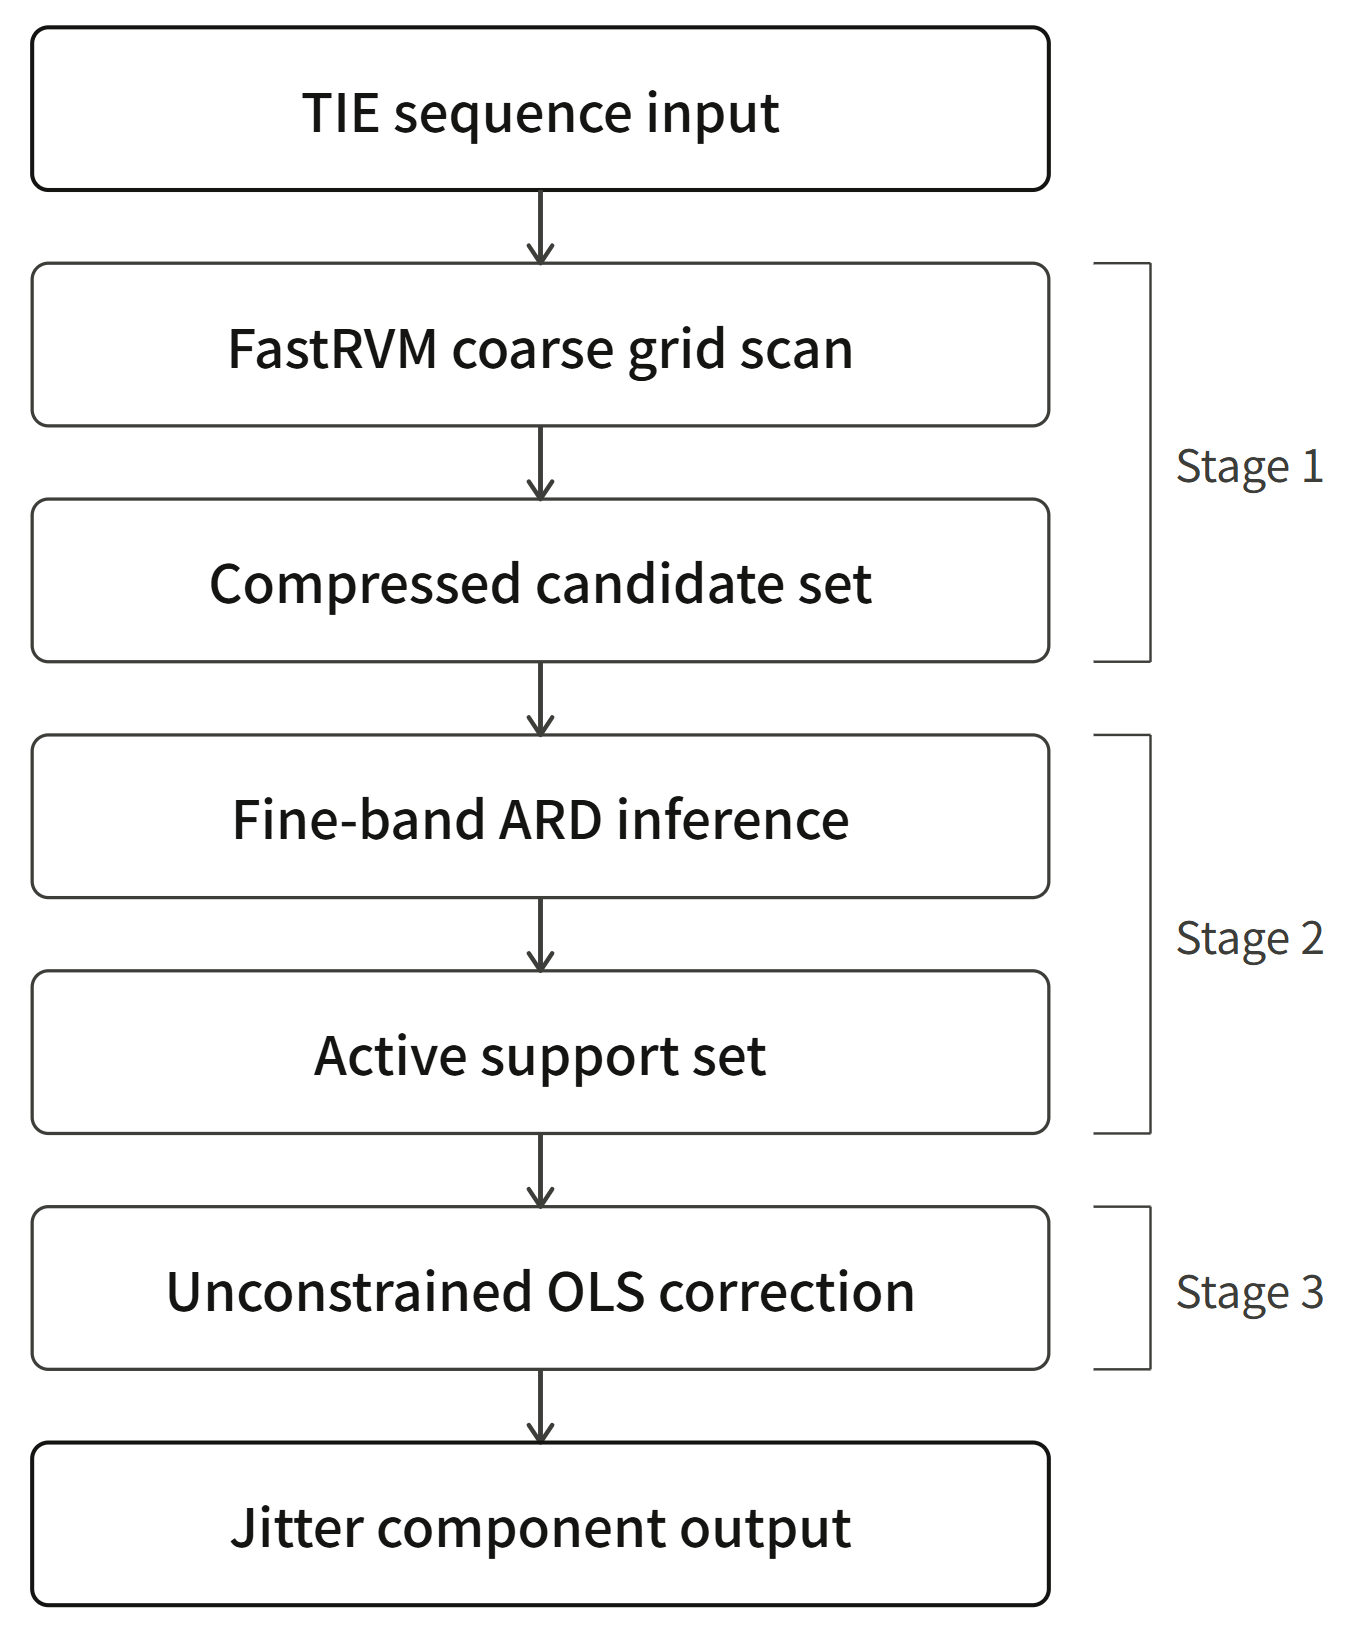 TIE sequence input
FastRVM coarse grid scan
Stage 1
Compressed candidate set
Fine-band ARD inference
Stage 2
Active support set
Unconstrained OLS correction
Stage 3
Jitter component output